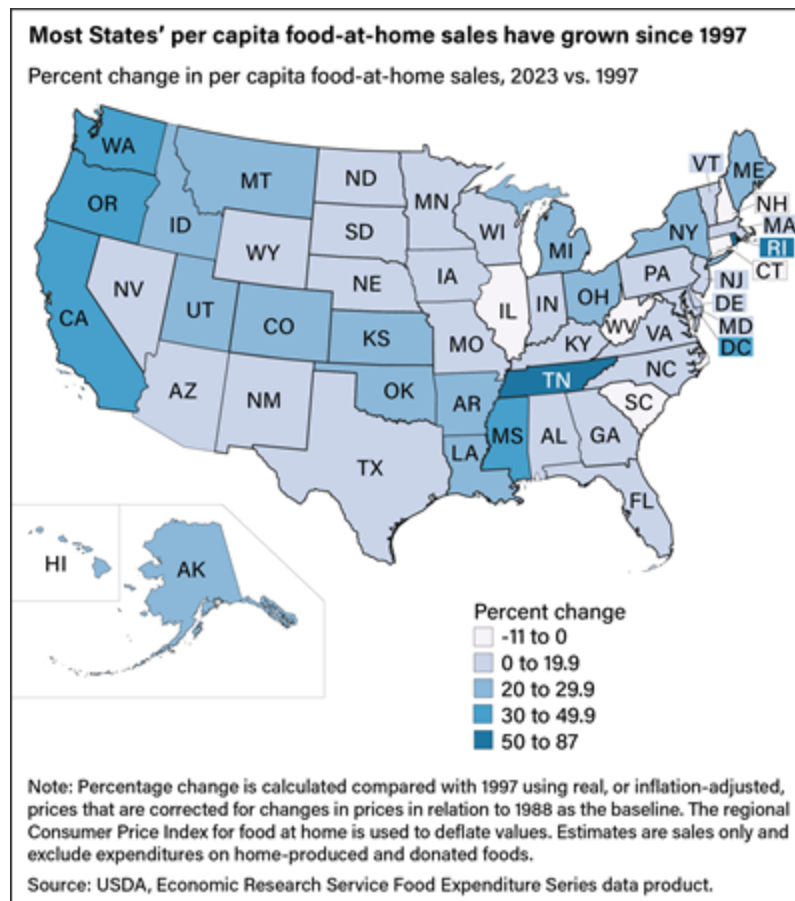 Most States' per capita food-at-home sales have grown since 1997
Percent change in per capita food-at-home sales, 2023 vs. 1997
WA
OR
CA
MT
ID
NV
WY
UT
CO
AZ
NM
ND
SD
NE
KS
OK
TX
MN
IA
MO
AR
LA
WI
IL
MI
IN
OH
KY
TN
MS
AL
GA
FL
SC
NC
VA
WV
PA
NY
VT
ME
NH
MA
RI
CT
NJ
DE
MD
DC
HI
AK
Percent change
-11 to 0
0 to 19.9
20 to 29.9
30 to 49.9
50 to 87
Note: Percentage change is calculated compared with 1997 using real, or inflation-adjusted,
prices that are corrected for changes in prices in relation to 1988 as the baseline. The regional
Consumer Price Index for food at home is used to deflate values. Estimates are sales only and
exclude expenditures on home-produced and donated foods.
Source: USDA, Economic Research Service Food Expenditure Series data product.